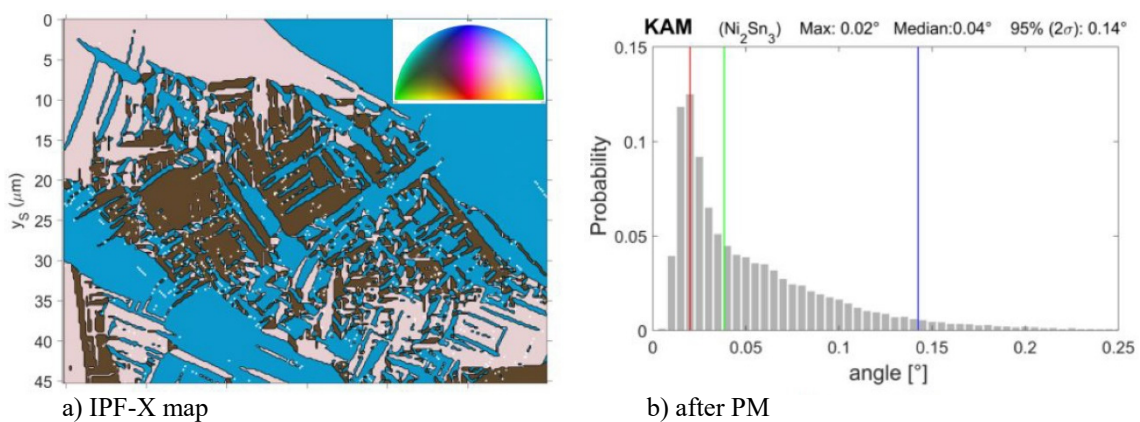 0
5
10
15
20
25
30
35
40
45
y_S (μm)
a) IPF-X map
KAM (Ni₂Sn₃) Max: 0.02° Median:0.04° 95% (2σ): 0.14°
0.15
0.1
0.05
0
Probability
0 0.05 0.1 0.15 0.2 0.25
angle [°]
b) after PM